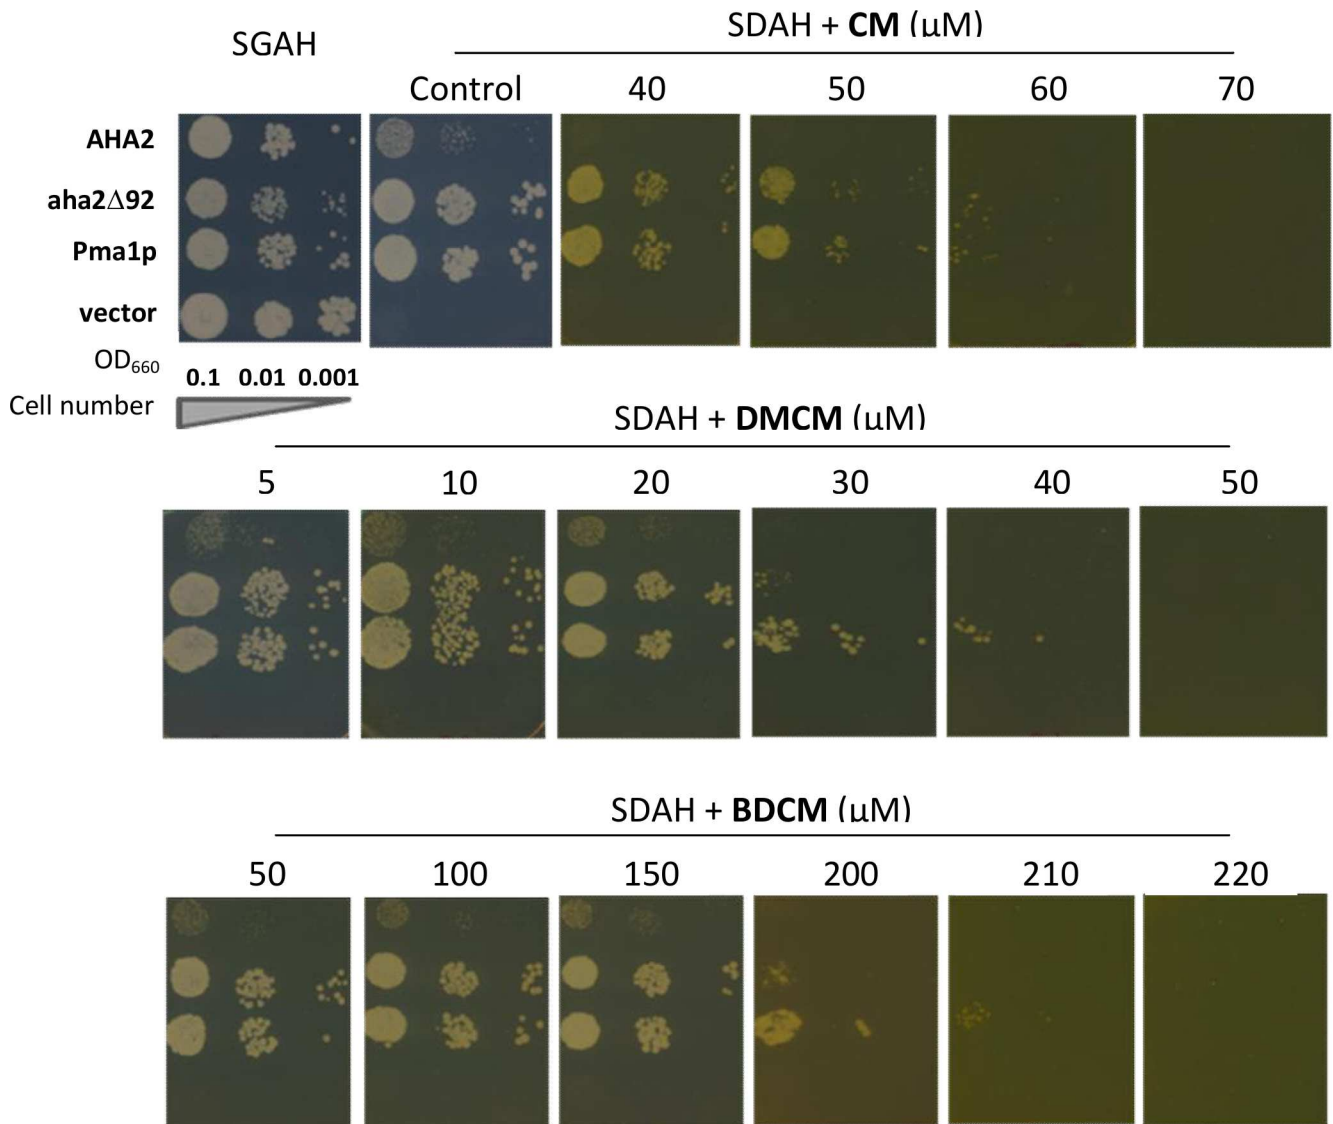 SGAH
SDAH + CM (µM)
Control 40 50 60 70
AHA2
aha2Δ92
Pma1p
vector
OD660
0.1 0.01 0.001
Cell number
SDAH + DMCM (µM)
5 10 20 30 40 50
SDAH + BDCM (µM)
50 100 150 200 210 220